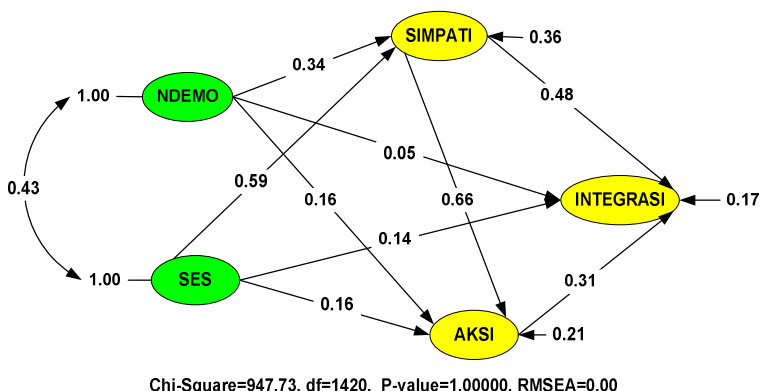 SIMPATI
0.36
0.34
1.00
NDEMO
0.48
0.05
0.43
0.59
0.16
0.66
INTEGRASI
0.17
0.14
1.00
SES
0.16
0.31
AKSI
0.21
Chi-Square=947.73, df=1420, P-value=1.00000, RMSEA=0.00